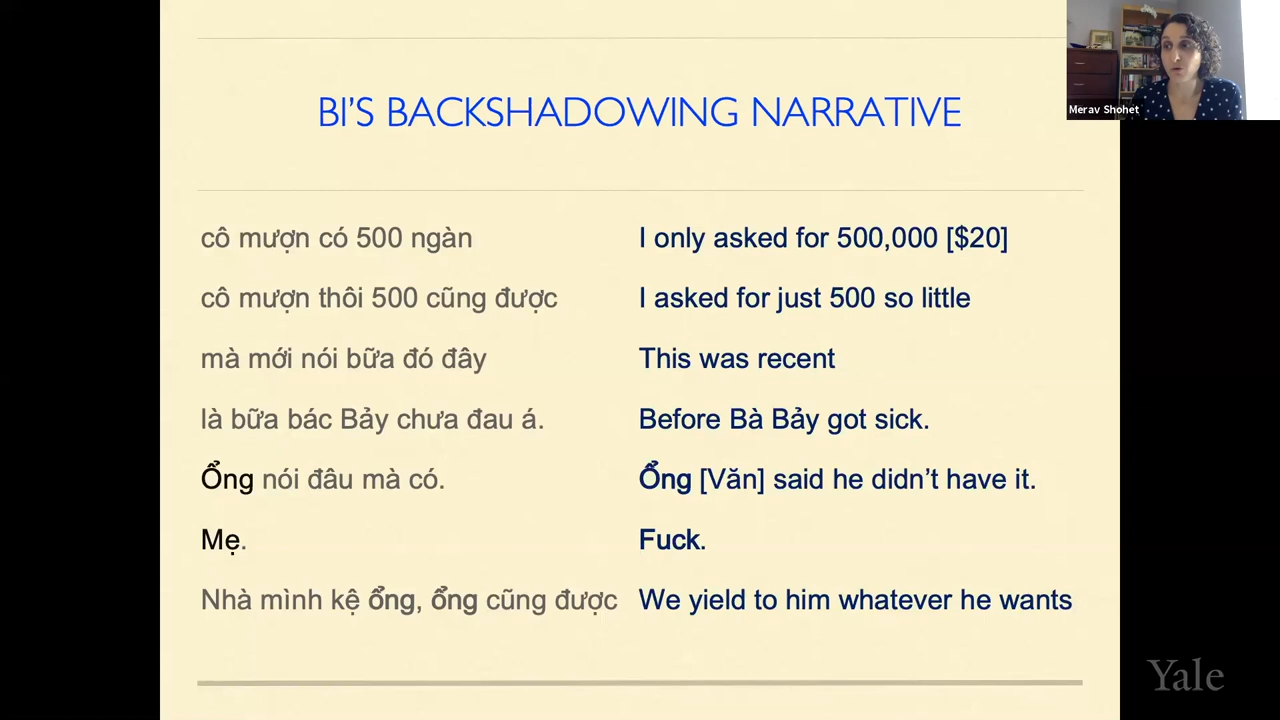 Merav Shohet
BI'S BACKSHADOWING NARRATIVE
cô mượn có 500 ngàn
I only asked for 500,000 [$20]
cô mượn thôi 500 cũng được
I asked for just 500 so little
mà mới nói bữa đó đây
This was recent
là bữa bác Bảy chưa đau á.
Before Bà Bảy got sick.
Ổng nói đâu mà có.
Ổng [Văn] said he didn't have it.
Mẹ.
Fuck.
Nhà mình kệ ổng, ổng cũng được
We yield to him whatever he wants
Yale